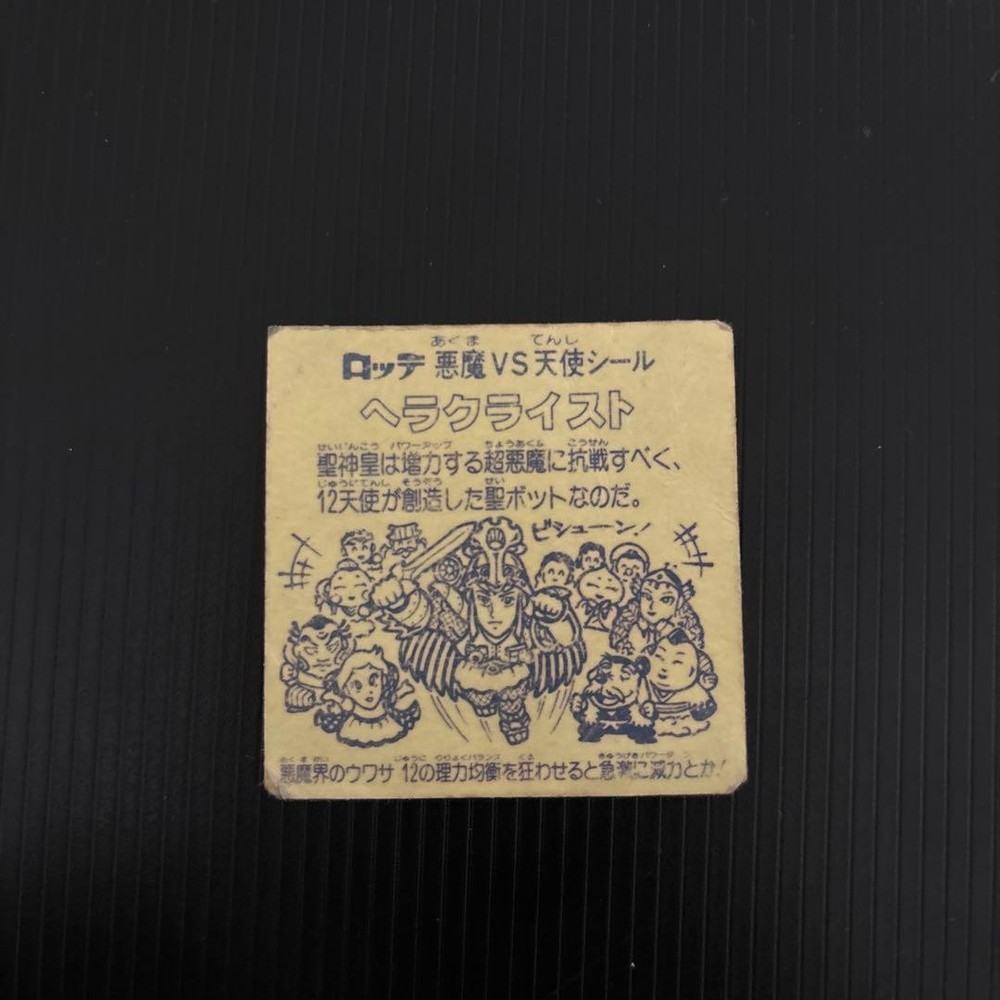 ロッテ 悪魔VS天使シール
ヘラクライスト
聖神皇は増力する超悪魔に抗戦すべく、
12天使が創造した聖ボットなのだ。
ビシューン!
悪魔界のウワサ 12の理力均衡を狂わせると急激に減力とか!